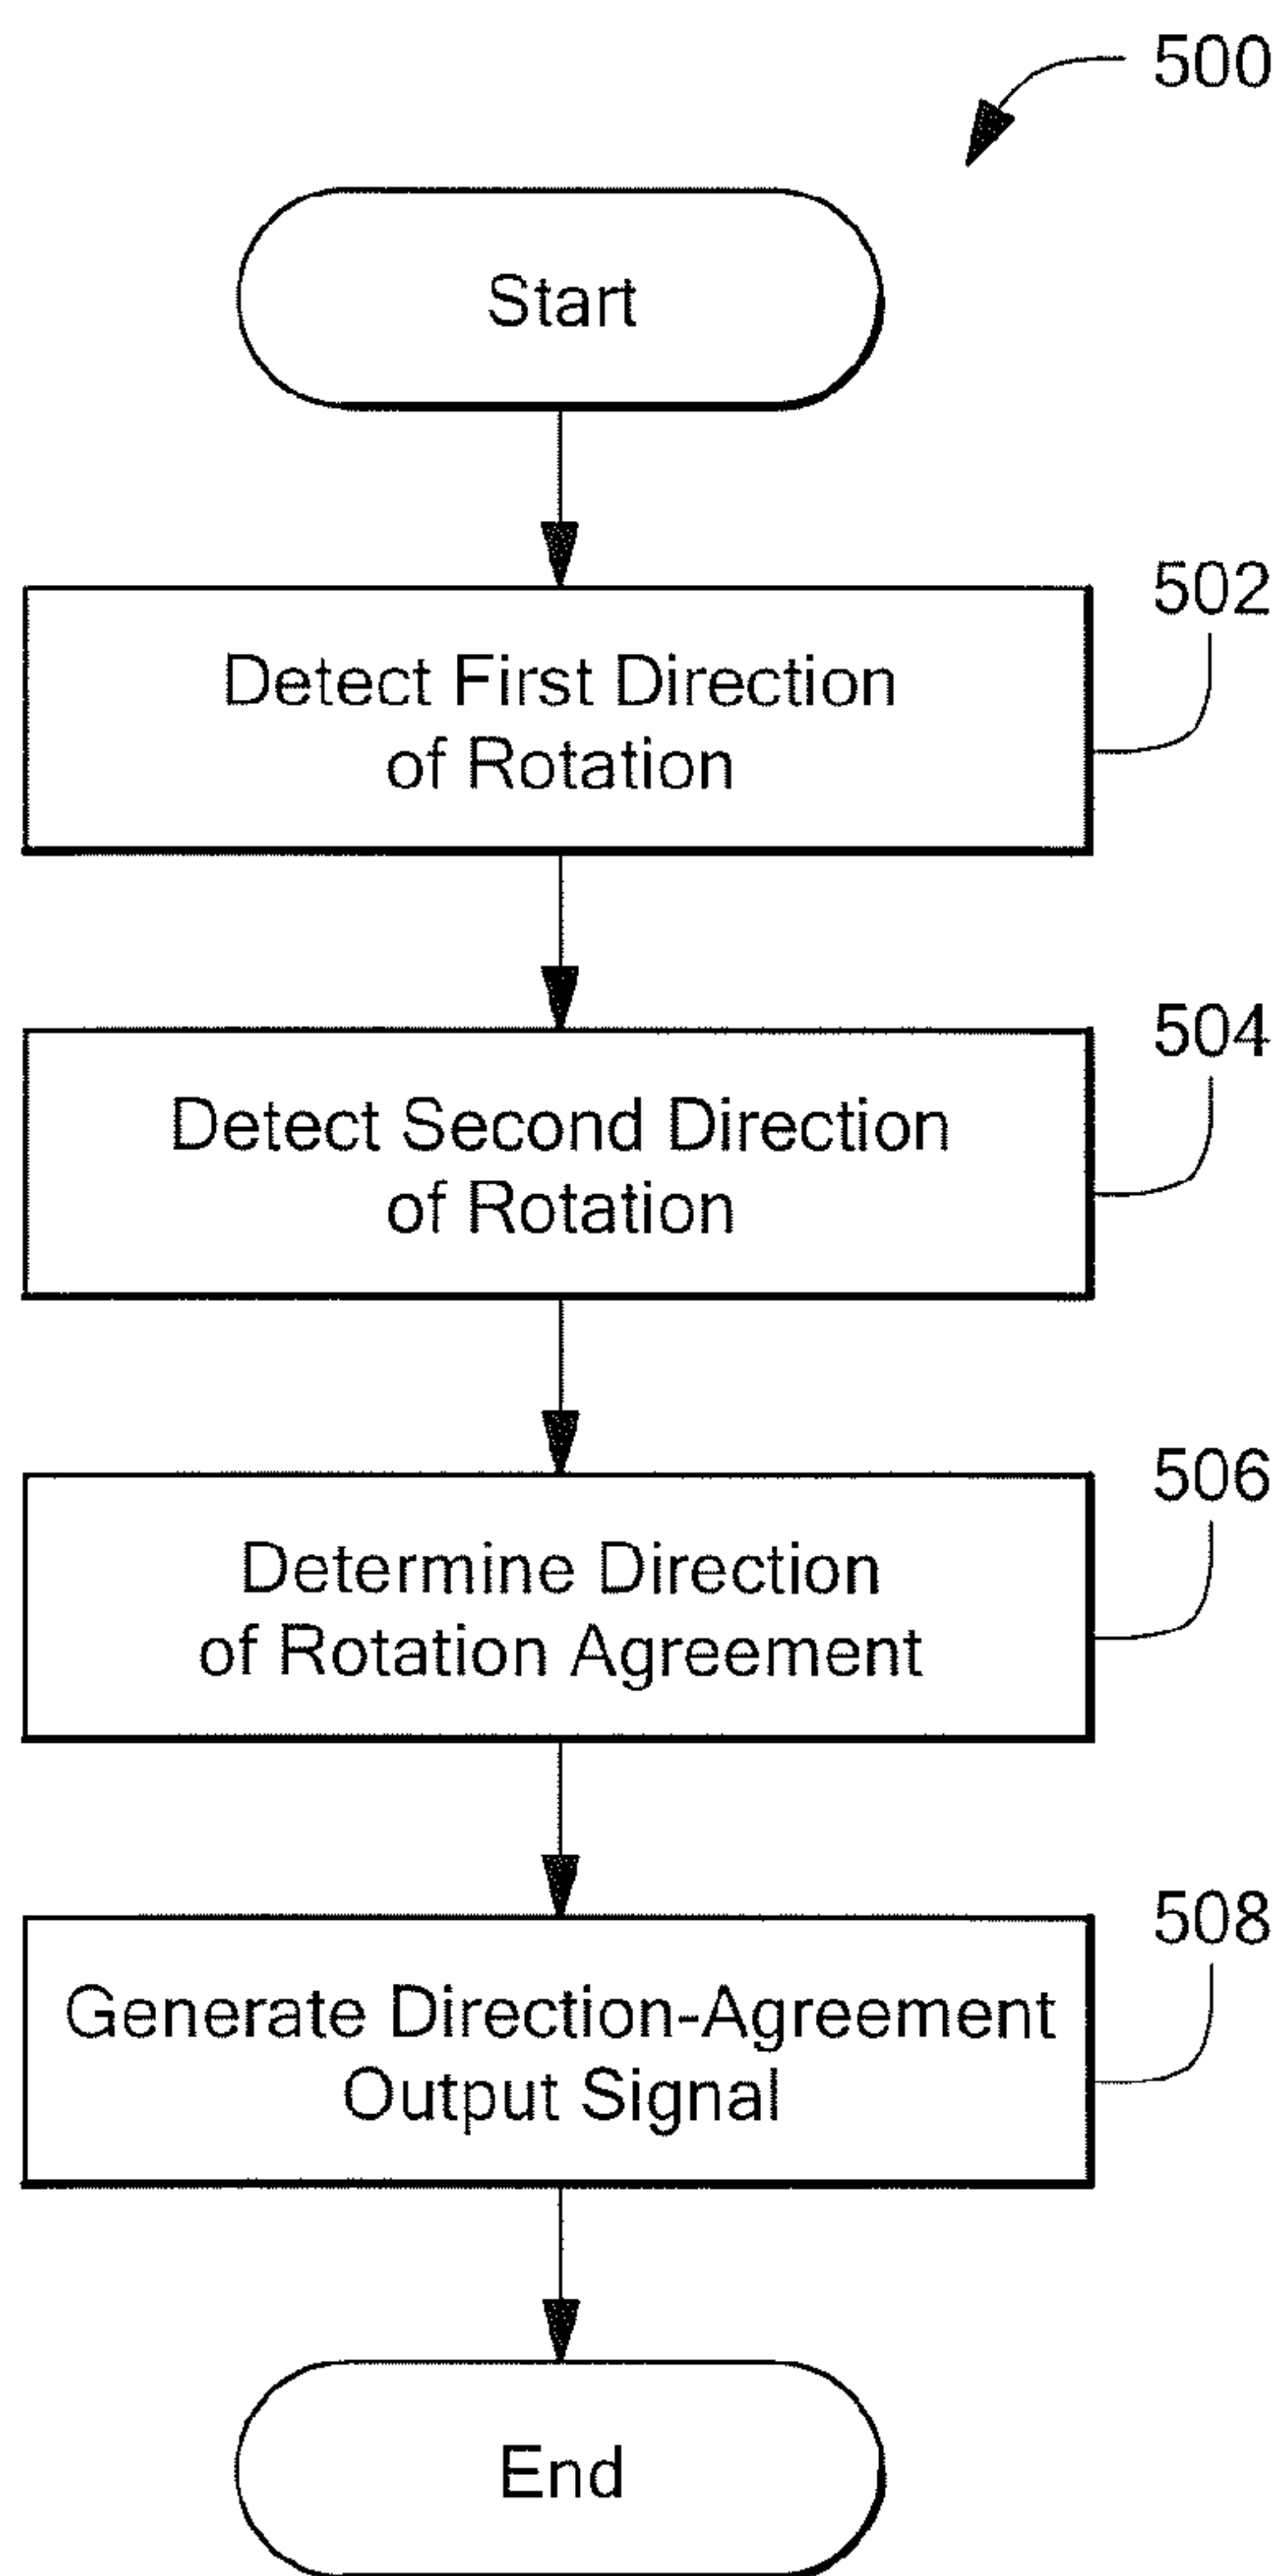 500
Start
502
Detect First Direction
of Rotation
504
Detect Second Direction
of Rotation
506
Determine Direction
of Rotation Agreement
508
Generate Direction-Agreement
Output Signal
End